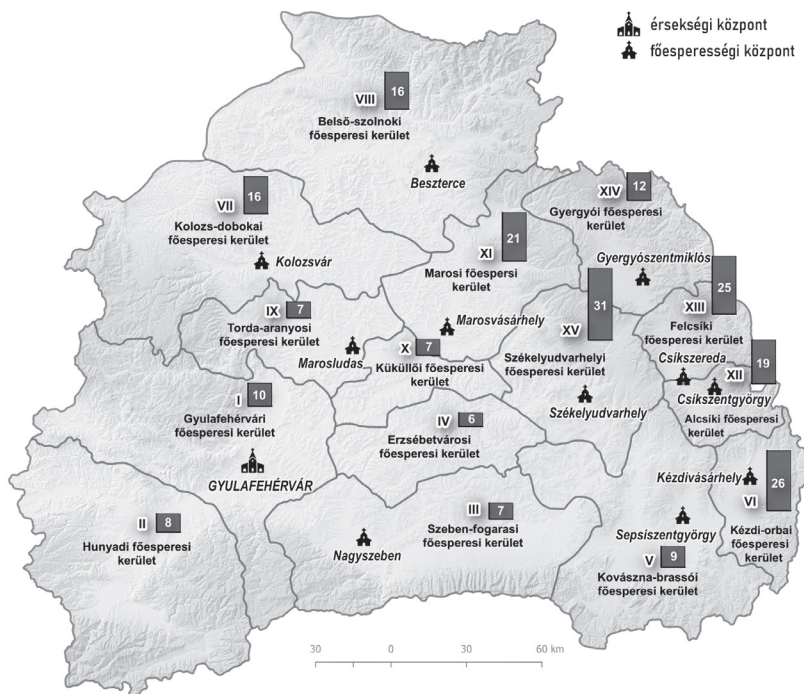 érsekségi központ
főesperességi központ
16
VIII
Belső-szolnoki
főesperesi kerület
Beszterce
16
VII
Kolozs-dobokai
főesperesi kerület
Kolozsvár
12
XIV
Gyergyói főesperesi
kerület
Gyergyószentmiklós
21
XI
Marosi főespersi
kerület
Marosvásárhely
25
XIII
Felcsíki
főesperesi kerület
Csíkszereda
31
XV
Székelyudvarhelyi
főesperesi kerület
Székelyudvarhely
IX
7
Torda-aranyosi
főesperesi kerület
Marosludas
X
7
Küküllői főesperesi
kerület
19
XII
Csíkszentgyörgy
Alcsíki főesperesi
kerület
I
10
Gyulafehérvári
főesperesi kerület
GYULAFEHÉRVÁR
IV
6
Erzsébetvárosi
főesperesi kerület
Kézdivásárhely
26
VI
Kézdi-orbai
főesperesi
kerület
II
8
Hunyadi főesperesi
kerület
III
7
Szeben-fogarasi
főesperesi kerület
Nagyszeben
Sepsiszentgyörgy
V
9
Kovászna-brassói
főesperesi kerület
30 0 30 60 km